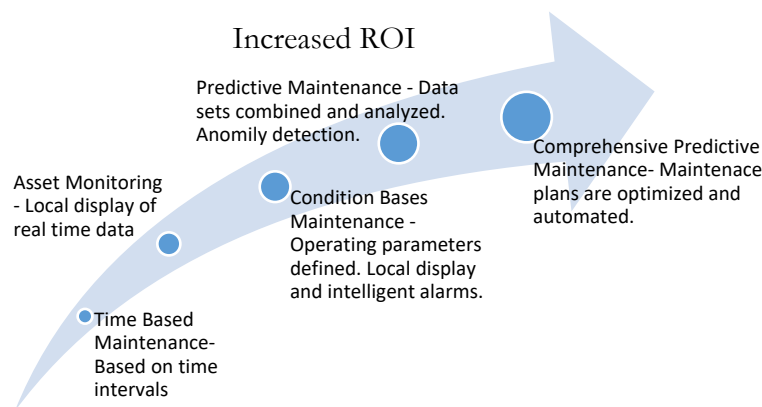 Increased ROI
Predictive Maintenance - Data
sets combined and analyzed.
Anomily detection.
Comprehensive Predictive
Maintenance- Maintenace
plans are optimized and
automated.
Asset Monitoring
- Local display of
real time data
Condition Bases
Maintenance -
Operating parameters
defined. Local display
and intelligent alarms.
Time Based
Maintenance-
Based on time
intervals